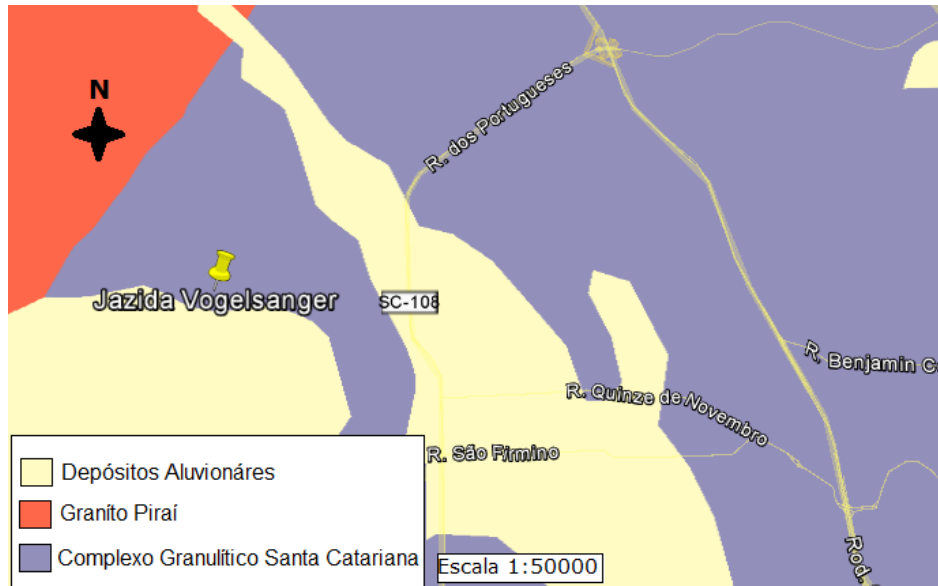 N
R. dos Portugueses
Jazida Vogelsanger
SC-108
R. Benjamin C
R. Quinze de Novembro
R. São Firmino
Depósitos Aluvionáres
Graníto Piraí
Complexo Granulítico Santa Catariana
Escala 1:50000
Rod.